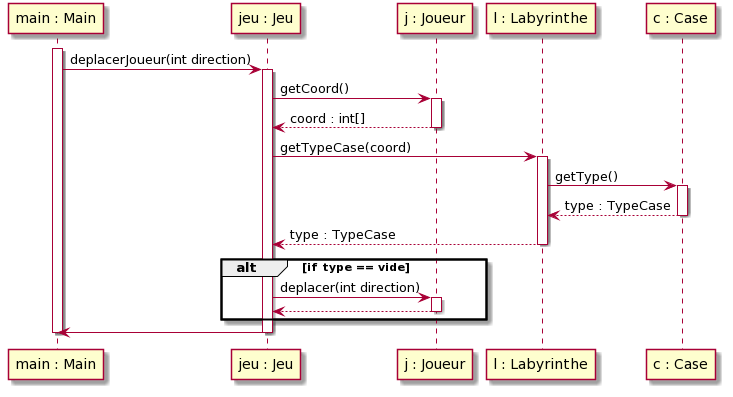 main : Main
jeu : Jeu
j : Joueur
l : Labyrinthe
c : Case
deplacerJoueur(int direction)
getCoord()
coord : int[]
getTypeCase(coord)
getType()
type : TypeCase
type : TypeCase
alt
[if type == vide]
deplacer(int direction)
main : Main
jeu : Jeu
j : Joueur
l : Labyrinthe
c : Case